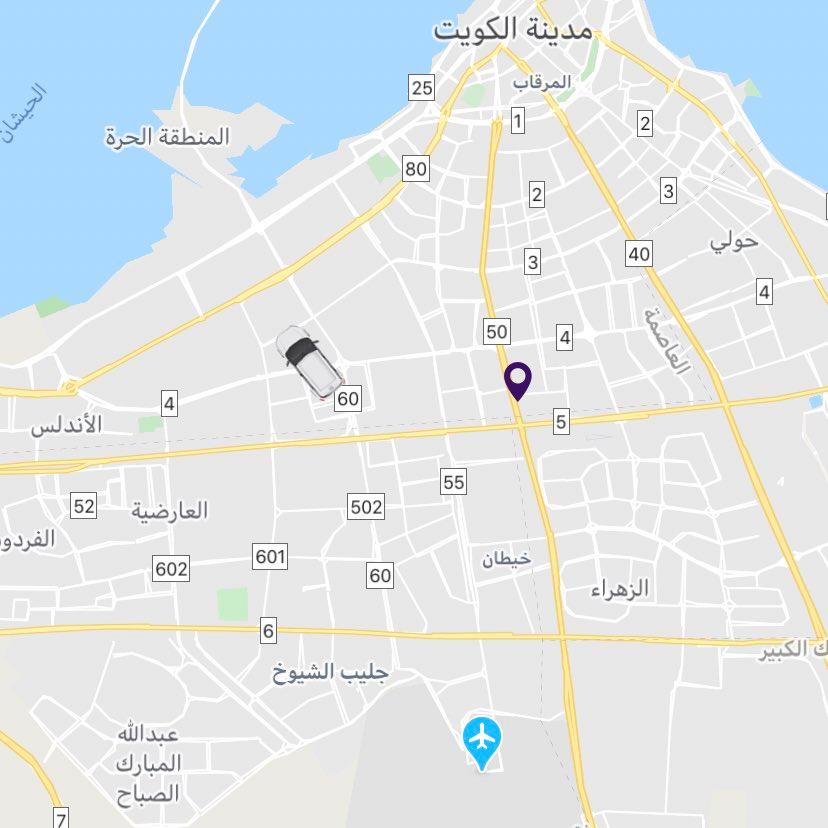 مدينة الكويت
المرقاب
25
1
2
الحيشان
المنطقة الحرة
80
2
3
3
حولي
40
4
50
4
العاصمة
60
4
الأندلس
5
55
52
العارضية
502
الفردو
601
602
60
خيطان
الزهراء
6
ك الكبير
جليب الشيوخ
عبدالله
المبارك
الصباح
7